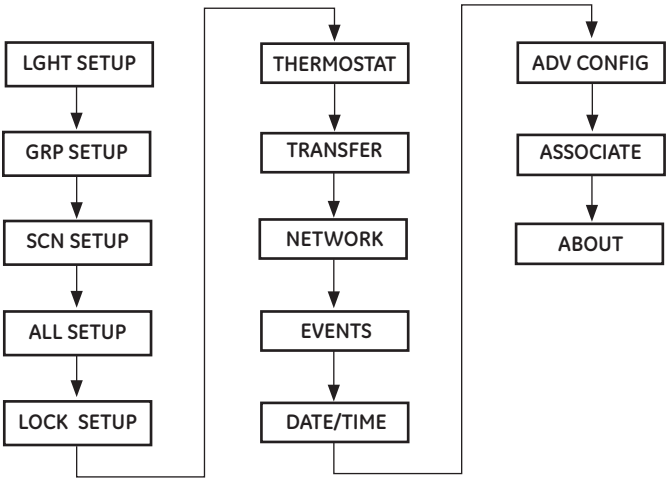 LGHT SETUP
GRP SETUP
SCN SETUP
ALL SETUP
LOCK SETUP
THERMOSTAT
TRANSFER
NETWORK
EVENTS
DATE/TIME
ADV CONFIG
ASSOCIATE
ABOUT